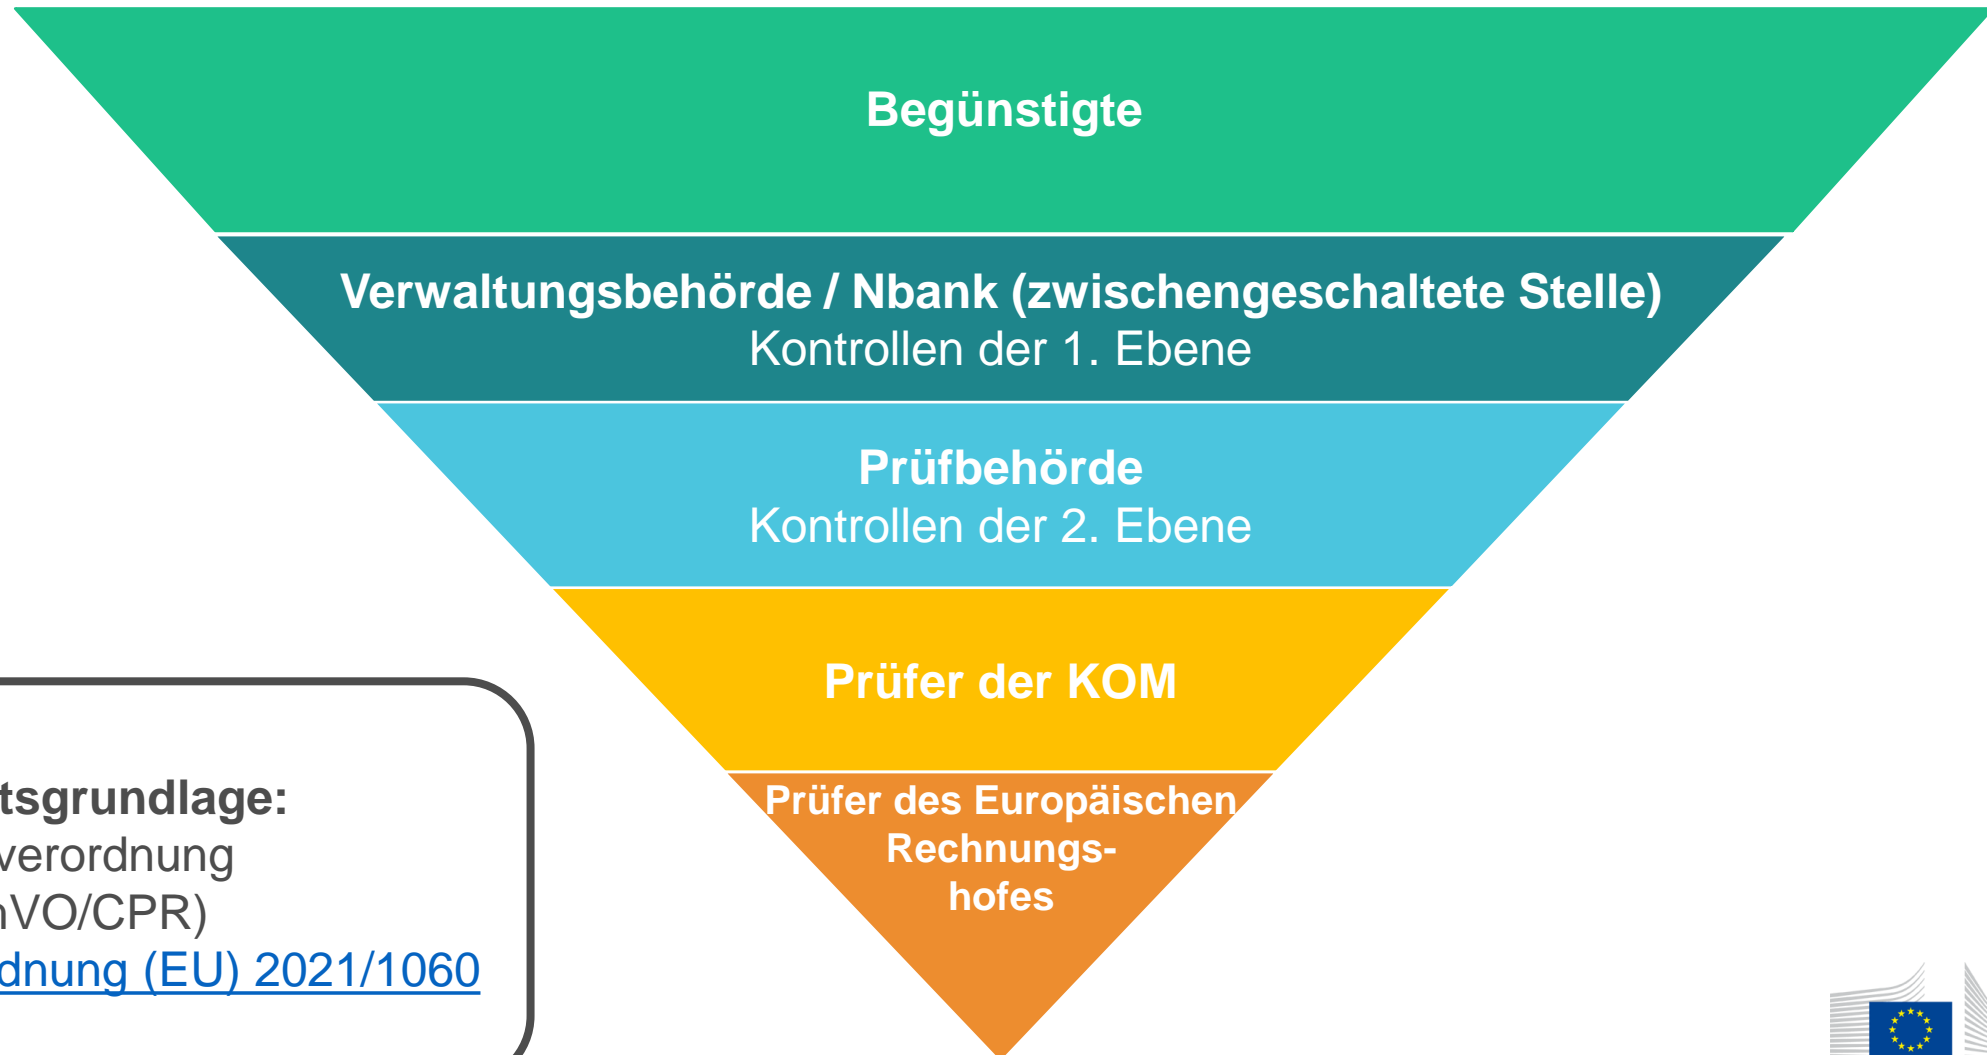 Begünstigte
Verwaltungsbehörde / Nbank (zwischengeschaltete Stelle)
Kontrollen der 1. Ebene
Prüfbehörde
Kontrollen der 2. Ebene
Prüfer der KOM
Prüfer des Europäischen
Rechnungs-
hofes
tsgrundlage:
verordnung
nVO/CPR)
dnung (EU) 2021/1060